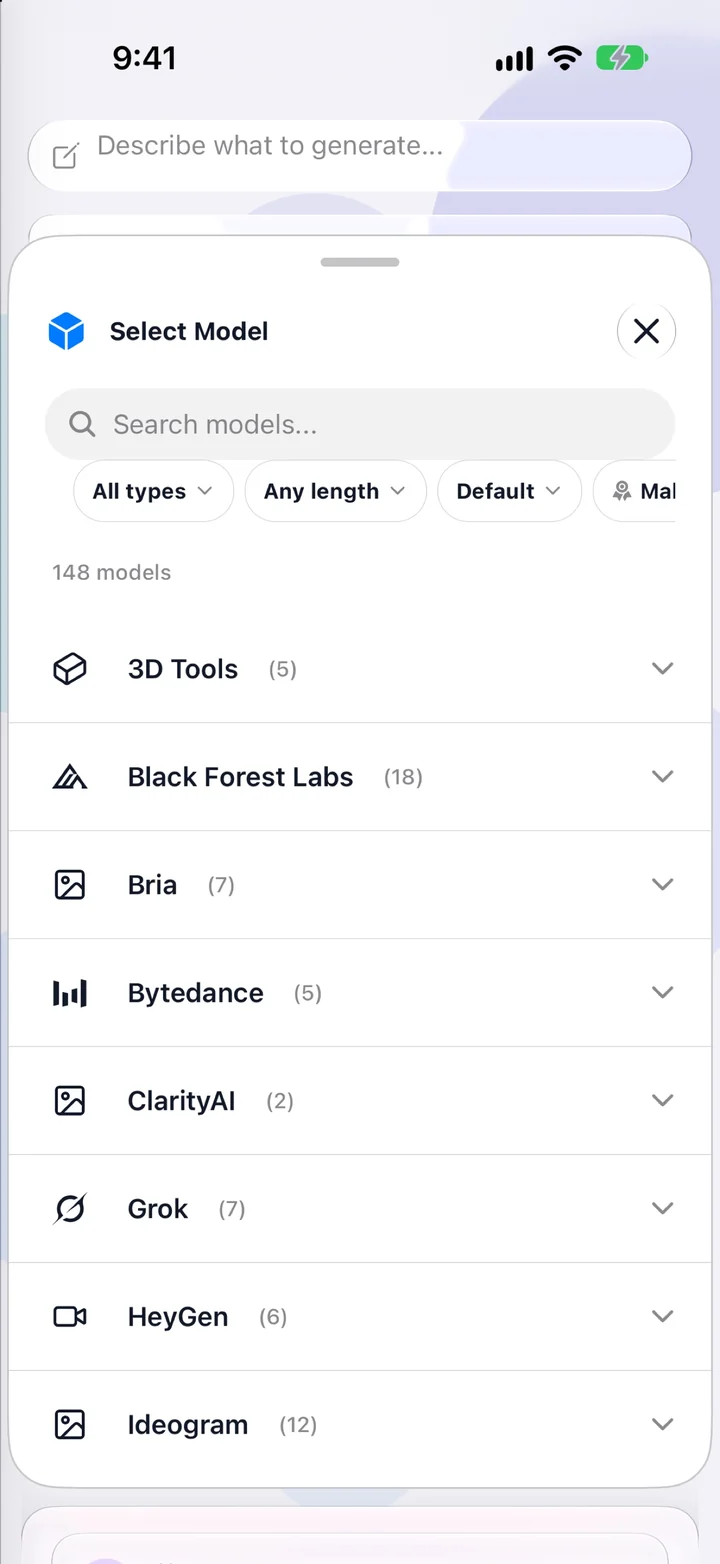 9:41
Describe what to generate...
Select Model
Search models...
All types
Any length
Default
148 models
3D Tools (5)
Black Forest Labs (18)
Bria (7)
Bytedance (5)
ClarityAI (2)
Grok (7)
HeyGen (6)
Ideogram (12)